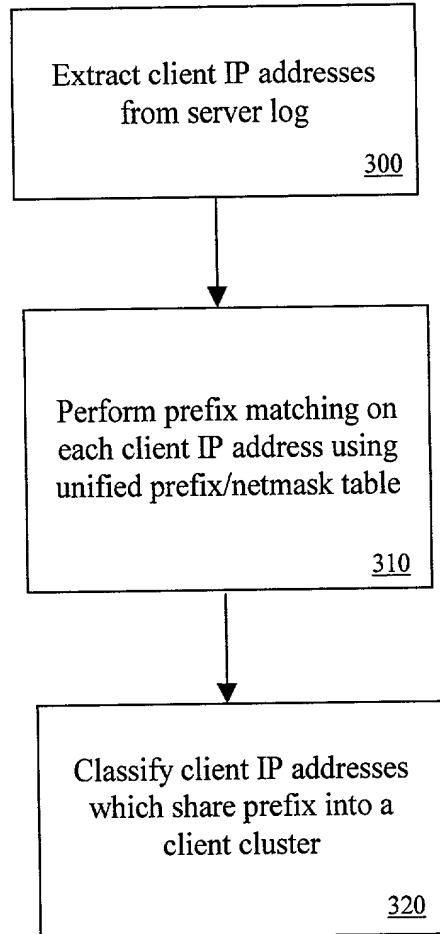 Extract client IP addresses
from server log
300
Perform prefix matching on
each client IP address using
unified prefix/netmask table
310
Classify client IP addresses
which share prefix into a
client cluster
320